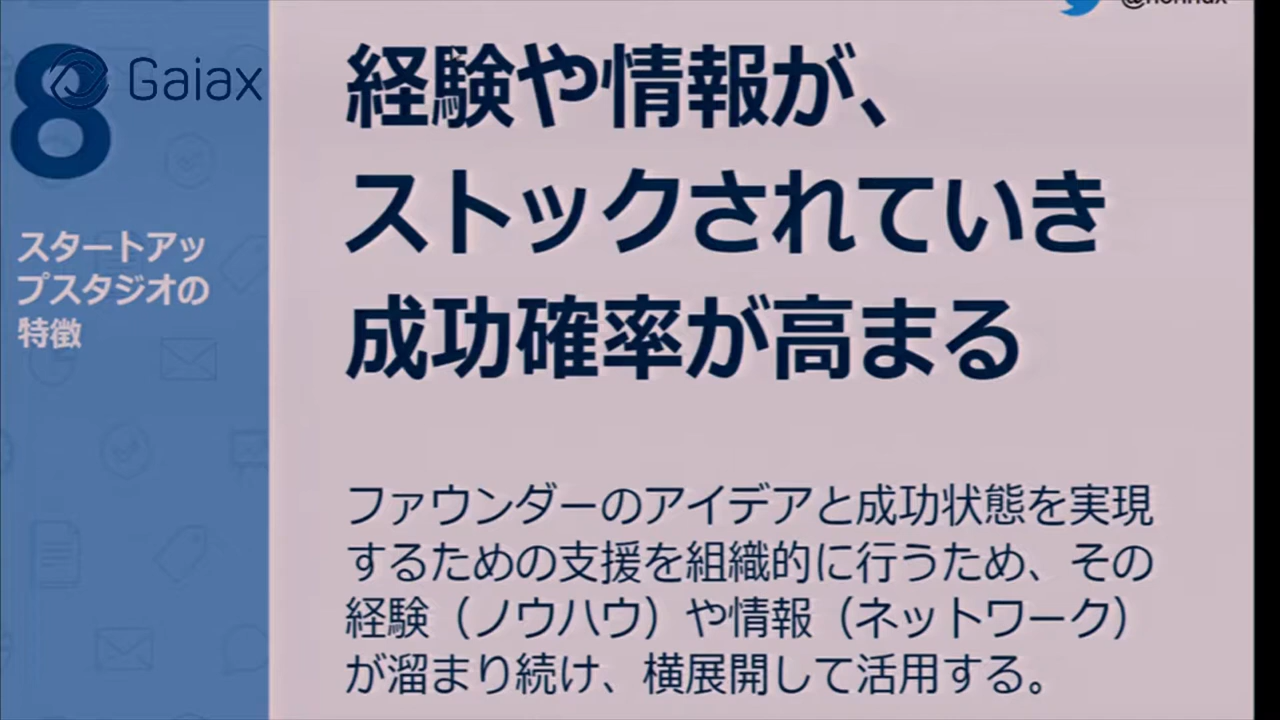 8
Gaiax
スタートアッ
プスタジオの
特徴
経験や情報が、
ストックされていき
成功確率が高まる
ファウンダーのアイデアと成功状態を実現
するための支援を組織的に行うため、その
経験（ノウハウ）や情報（ネットワーク）
が溜まり続け、横展開して活用する。